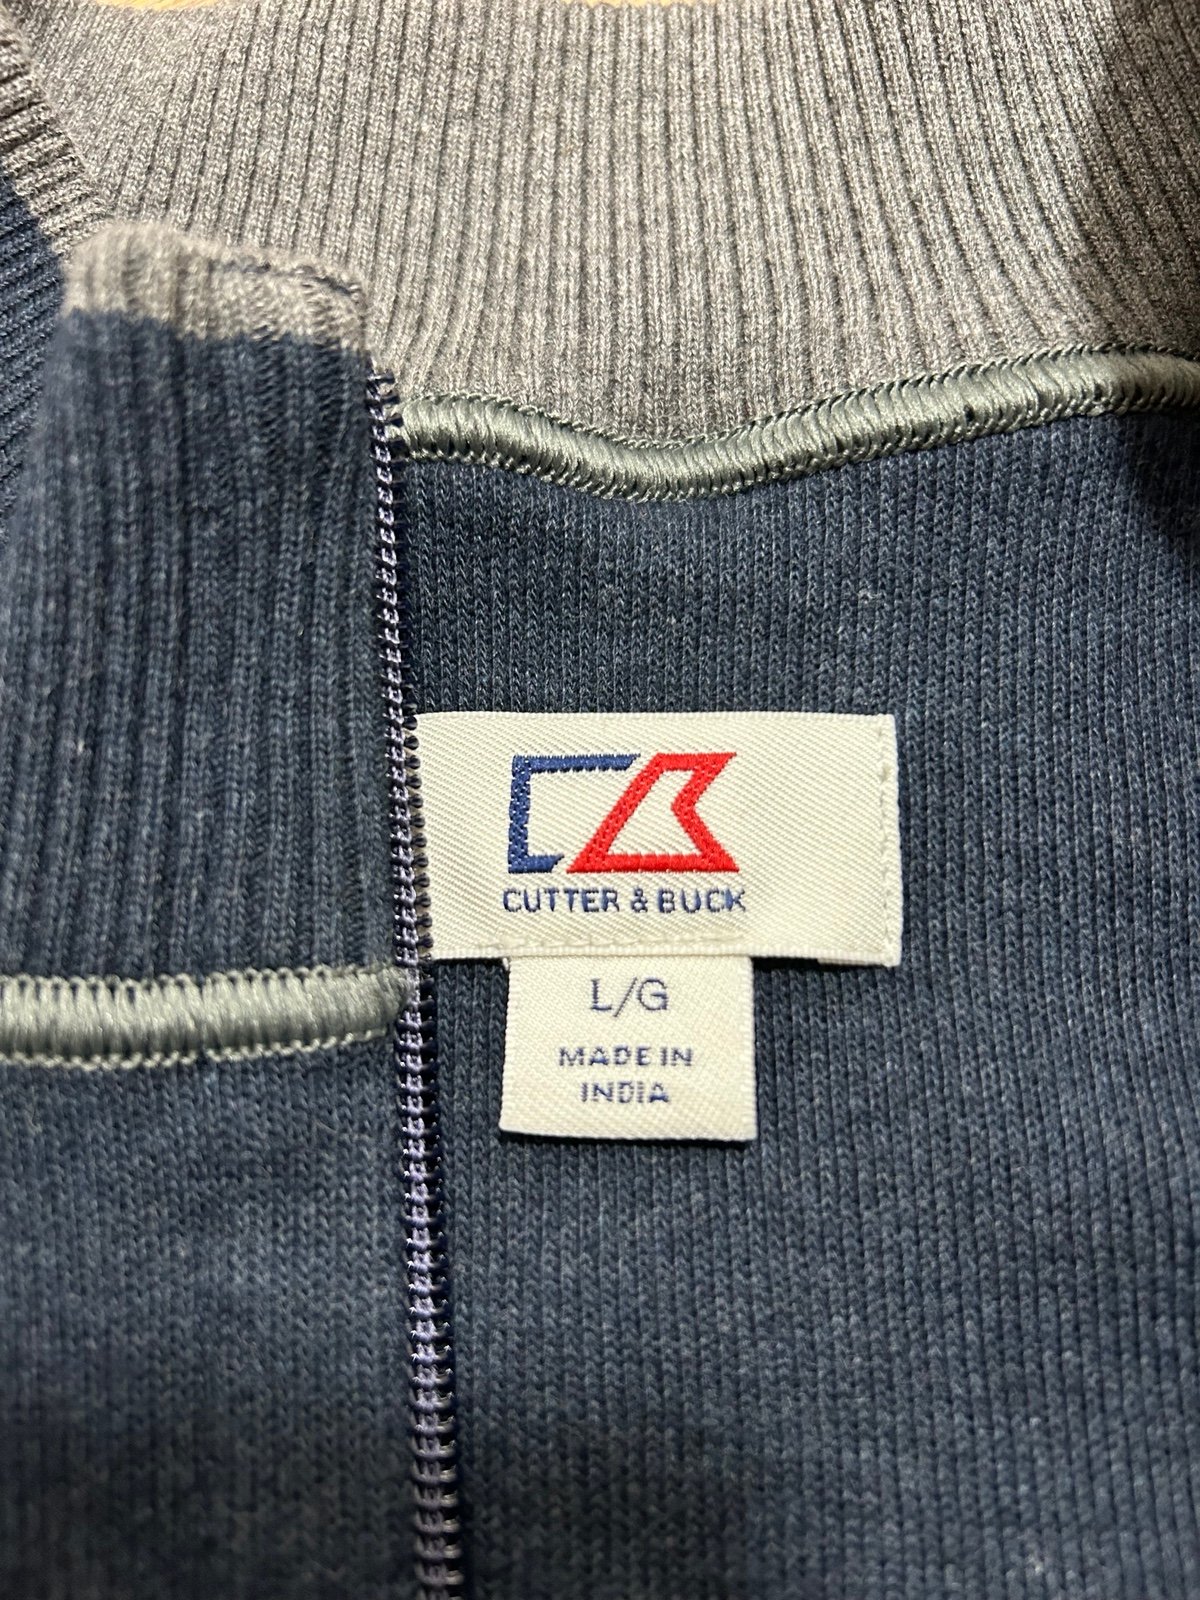 CUTTER & BUCK
L/G
MADE IN
INDIA